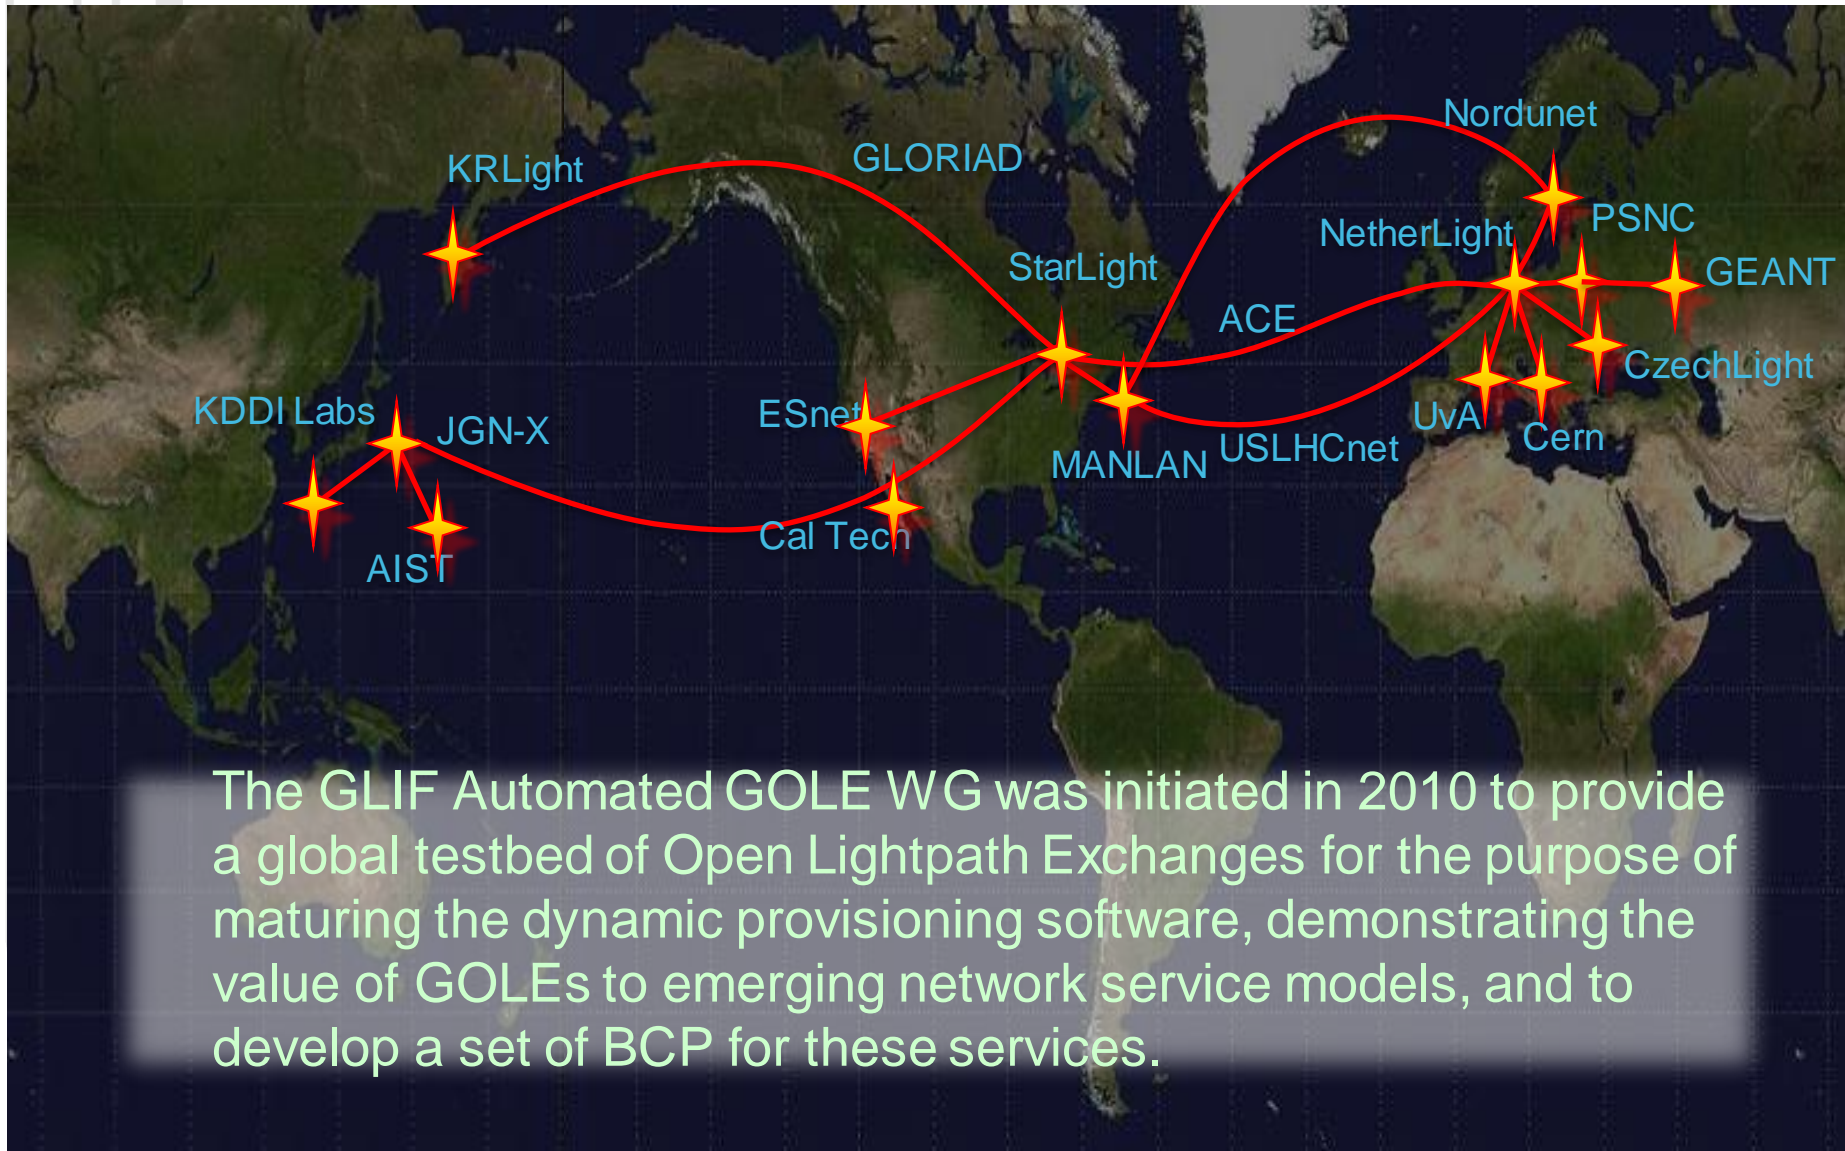 Nordunet
KRLight
GLORIAD
PSNC
NetherLight
StarLight
GEANT
ACE
CzechLight
KDDI Labs
JGN-X
ESnet
UvA
Cern
MANLAN
USLHCnet
Cal Tech
AIST
The GLIF Automated GOLE WG was initiated in 2010 to provide
a global testbed of Open Lightpath Exchanges for the purpose of
maturing the dynamic provisioning software, demonstrating the
value of GOLEs to emerging network service models, and to
develop a set of BCP for these services.